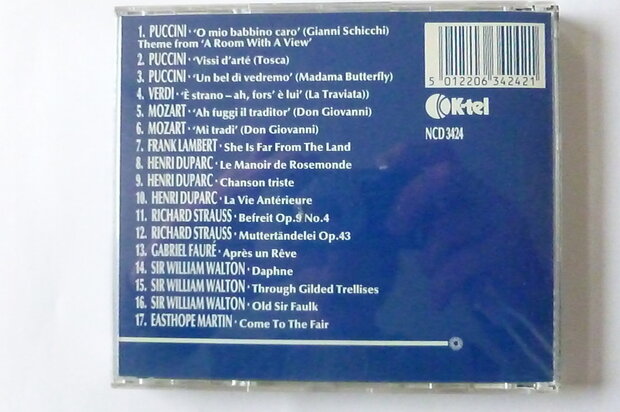 1. PUCCINI · 'O mio babbino caro' (Gianni Schicchi)
Theme from 'A Room With A View'
2. PUCCINI · 'Vissi d'arté (Tosca)
3. PUCCINI · 'Un bel di vedremo' (Madama Butterfly)
4. VERDI · 'È strano – ah, fors' è lui' (La Traviata))
5. MOZART · 'Ah fuggi il traditor' (Don Giovanni)
6. MOZART · 'Mi tradi' (Don Giovanni)
7. FRANK LAMBERT · She Is Far From The Land
8. HENRI DUPARC · Le Manoir de Rosemonde
9. HENRI DUPARC · Chanson triste
10. HENRI DUPARC · La Vie Antérieure
11. RICHARD STRAUSS · Befreit Op.9 No.4
12. RICHARD STRAUSS · Muttertändelei Op.43
13. GABRIEL FAURÉ · Après un Rêve
14. SIR WILLIAM WALTON · Daphne
15. SIR WILLIAM WALTON · Through Gilded Trellises
16. SIR WILLIAM WALTON · Old Sir Faulk
17. EASTHOPE MARTIN · Come To The Fair
5 012206 342421
K-tel
NCD 3424